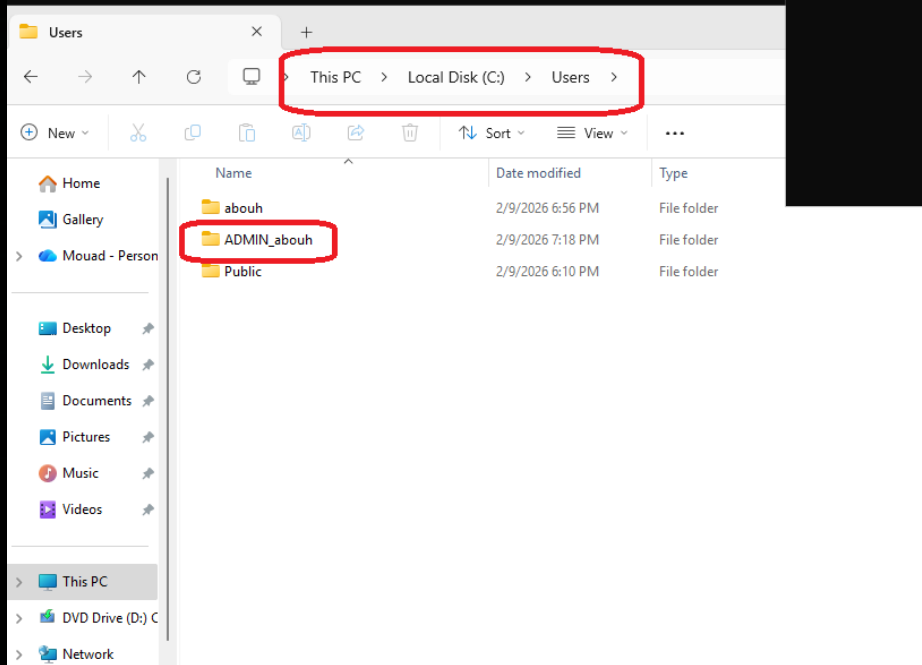 Users
This PC > Local Disk (C:) > Users >
New Sort View ...
Name Date modified Type
Home
Gallery
Mouad - Person
Desktop
Downloads
Documents
Pictures
Music
Videos
This PC
DVD Drive (D:) C
Network
abouh 2/9/2026 6:56 PM File folder
ADMIN_abouh 2/9/2026 7:18 PM File folder
Public 2/9/2026 6:10 PM File folder